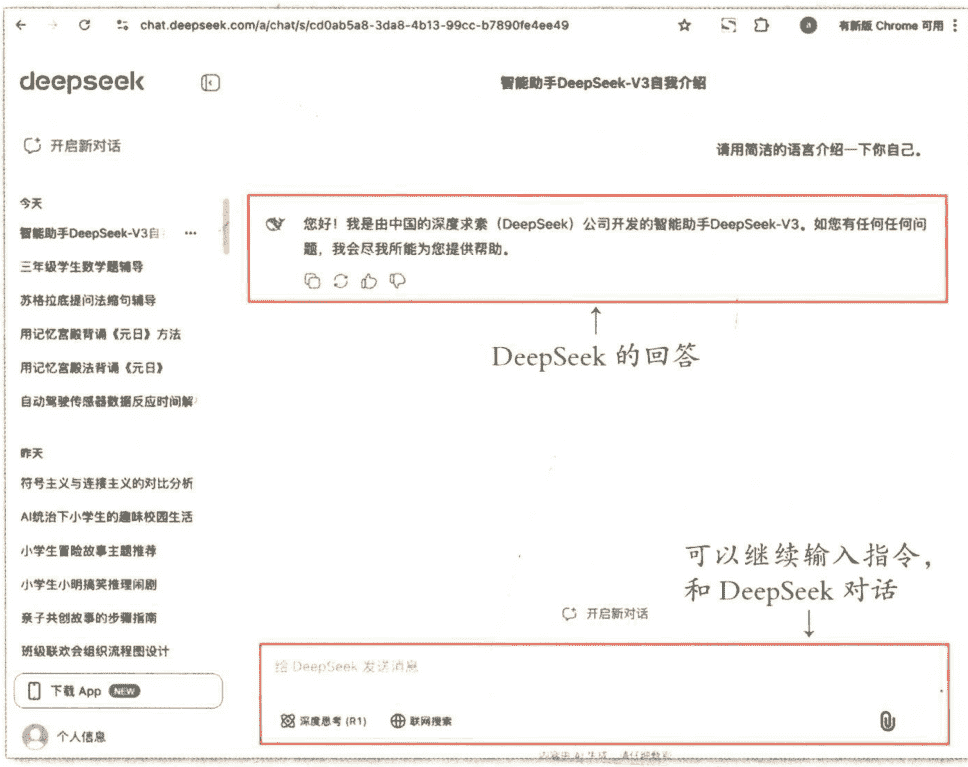 chat.deepseek.com/a/chat/s/cd0ab5a8-3da8-4b13-99cc-b7890fe4ee49
a
有新版 Chrome 可用
deepseek
智能助手DeepSeek-V3自我介绍
开启新对话
请用简洁的语言介绍一下你自己。
今天
智能助手DeepSeek-V3自
三年级学生数学题辅导
苏格拉底提问法缩句辅导
用记忆宫殿背诵《元日》方法
用记忆宫殿法背诵《元日》
自动驾驶传感器数据反应时间解
昨天
符号主义与连接主义的对比分析
AI统治下小学生的趣味校园生活
小学生冒险故事主题推荐
小学生小明搞笑推理闹剧
亲子共创故事的步骤指南
班级联欢会组织流程图设计
下载 App NEW
个人信息
您好！我是由中国的深度求索（DeepSeek）公司开发的智能助手DeepSeek-V3。如您有任何任何问
题，我会尽我所能为您提供帮助。
DeepSeek 的回答
可以继续输入指令，
和 DeepSeek 对话
开启新对话
给 DeepSeek 发送消息
深度思考 (R1)
联网搜索